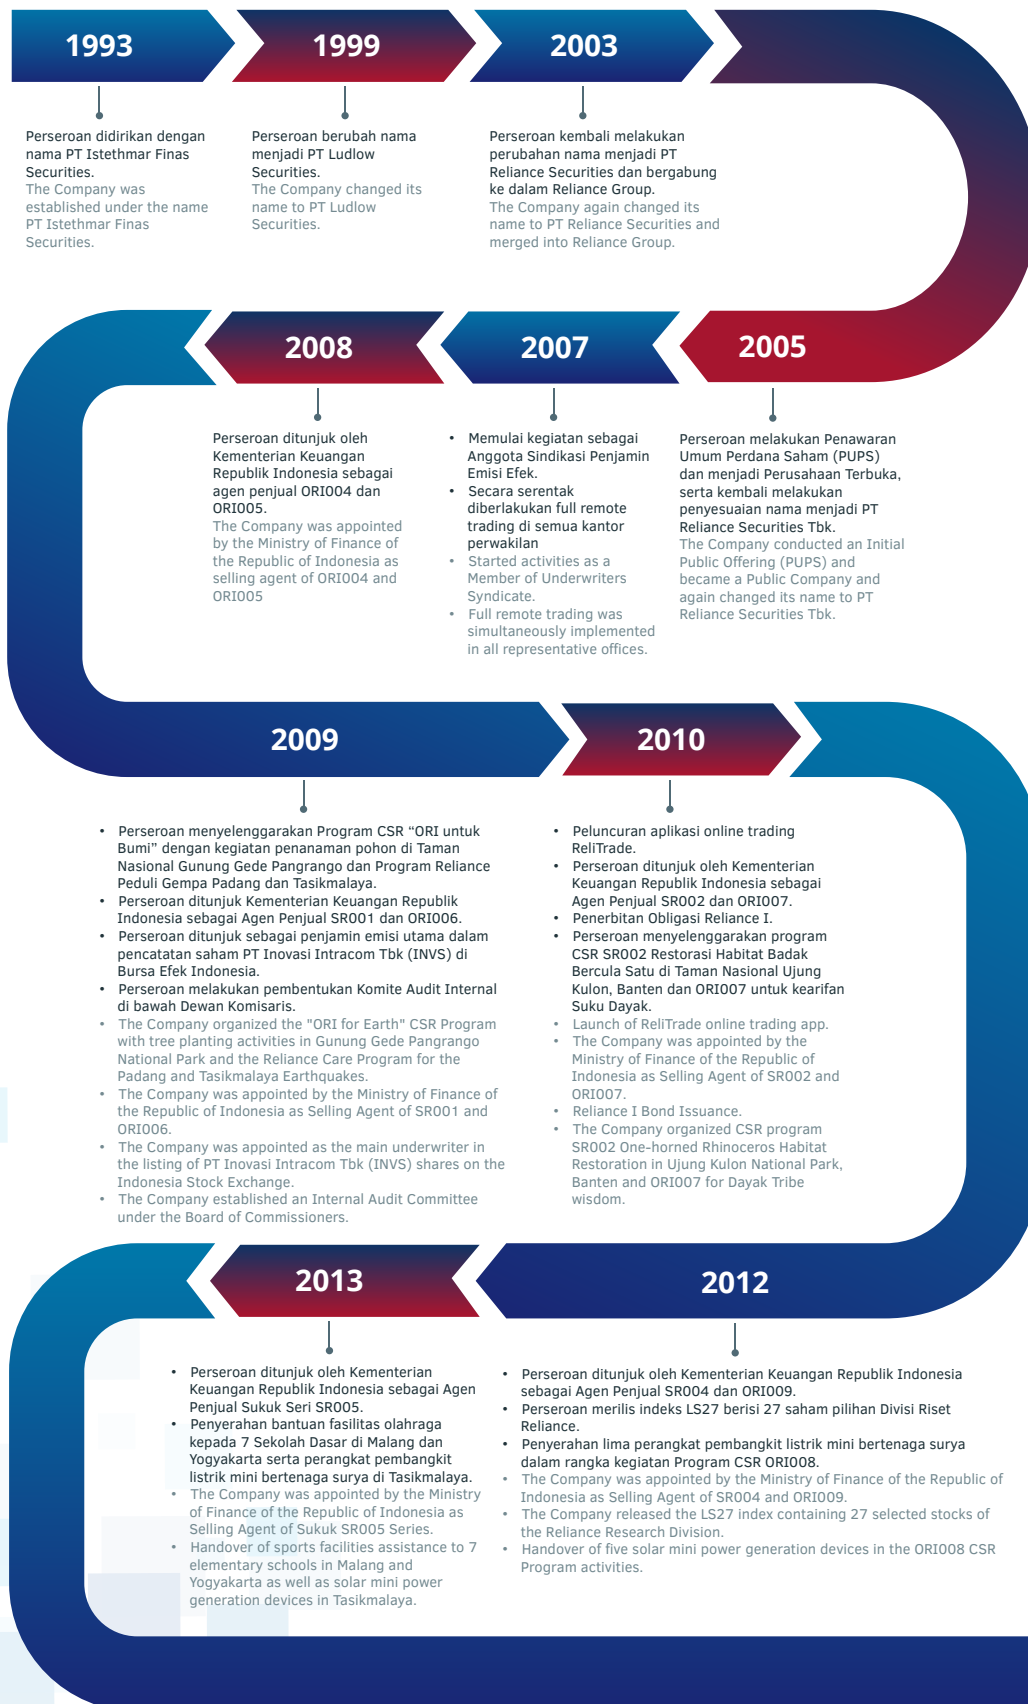 1993
Perseroan didirikan dengan
nama PT Istethmar Finas
Securities.
The Company was
established under the name
PT Istethmar Finas
Securities.
1999
Perseroan berubah nama
menjadi PT Ludlow
Securities.
The Company changed its
name to PT Ludlow
Securities.
2003
Perseroan kembali melakukan
perubahan nama menjadi PT
Reliance Securities dan bergabung
ke dalam Reliance Group.
The Company again changed its
name to PT Reliance Securities and
merged into Reliance Group.
2005
Perseroan melakukan Penawaran
Umum Perdana Saham (PUPS)
dan menjadi Perusahaan Terbuka,
serta kembali melakukan
penyesuaian nama menjadi PT
Reliance Securities Tbk.
The Company conducted an Initial
Public Offering (PUPS) and
became a Public Company and
again changed its name to PT
Reliance Securities Tbk.
2007
• Memulai kegiatan sebagai
Anggota Sindikasi Penjamin
Emisi Efek.
• Secara serentak
diberlakukan full remote
trading di semua kantor
perwakilan
• Started activities as a
Member of Underwriters
Syndicate.
• Full remote trading was
simultaneously implemented
in all representative offices.
2008
Perseroan ditunjuk oleh
Kementerian Keuangan
Republik Indonesia sebagai
agen penjual ORI004 dan
ORI005.
The Company was appointed
by the Ministry of Finance of
the Republic of Indonesia as
selling agent of ORI004 and
ORI005
2009
• Perseroan menyelenggarakan Program CSR “ORI untuk
Bumi” dengan kegiatan penanaman pohon di Taman
Nasional Gunung Gede Pangrango dan Program Reliance
Peduli Gempa Padang dan Tasikmalaya.
• Perseroan ditunjuk Kementerian Keuangan Republik
Indonesia sebagai Agen Penjual SR001 dan ORI006.
• Perseroan ditunjuk sebagai penjamin emisi utama dalam
pencatatan saham PT Inovasi Intracom Tbk (INVS) di
Bursa Efek Indonesia.
• Perseroan melakukan pembentukan Komite Audit Internal
di bawah Dewan Komisaris.
• The Company organized the "ORI for Earth" CSR Program
with tree planting activities in Gunung Gede Pangrango
National Park and the Reliance Care Program for the
Padang and Tasikmalaya Earthquakes.
• The Company was appointed by the Ministry of Finance of
the Republic of Indonesia as Selling Agent of SR001 and
ORI006.
• The Company was appointed as the main underwriter in
the listing of PT Inovasi Intracom Tbk (INVS) shares on the
Indonesia Stock Exchange.
• The Company established an Internal Audit Committee
under the Board of Commissioners.
2010
• Peluncuran aplikasi online trading
ReliTrade.
• Perseroan ditunjuk oleh Kementerian
Keuangan Republik Indonesia sebagai
Agen Penjual SR002 dan ORI007.
• Penerbitan Obligasi Reliance I.
• Perseroan menyelenggarakan program
CSR SR002 Restorasi Habitat Badak
Bercula Satu di Taman Nasional Ujung
Kulon, Banten dan ORI007 untuk kearifan
Suku Dayak.
• Launch of ReliTrade online trading app.
• The Company was appointed by the
Ministry of Finance of the Republic of
Indonesia as Selling Agent of SR002 and
ORI007.
• Reliance I Bond Issuance.
• The Company organized CSR program
SR002 One-horned Rhinoceros Habitat
Restoration in Ujung Kulon National Park,
Banten and ORI007 for Dayak Tribe
wisdom.
2012
• Perseroan ditunjuk oleh Kementerian Keuangan Republik Indonesia
sebagai Agen Penjual SR004 dan ORI009.
• Perseroan merilis indeks LS27 berisi 27 saham pilihan Divisi Riset
Reliance.
• Penyerahan lima perangkat pembangkit listrik mini bertenaga surya
dalam rangka kegiatan Program CSR ORI008.
• The Company was appointed by the Ministry of Finance of the Republic of
Indonesia as Selling Agent of SR004 and ORI009.
• The Company released the LS27 index containing 27 selected stocks of
the Reliance Research Division.
• Handover of five solar mini power generation devices in the ORI008 CSR
Program activities.
2013
• Perseroan ditunjuk oleh Kementerian
Keuangan Republik Indonesia sebagai Agen
Penjual Sukuk Seri SR005.
• Penyerahan bantuan fasilitas olahraga
kepada 7 Sekolah Dasar di Malang dan
Yogyakarta serta perangkat pembangkit
listrik mini bertenaga surya di Tasikmalaya.
• The Company was appointed by the Ministry
of Finance of the Republic of Indonesia as
Selling Agent of Sukuk SR005 Series.
• Handover of sports facilities assistance to 7
elementary schools in Malang and
Yogyakarta as well as solar mini power
generation devices in Tasikmalaya.